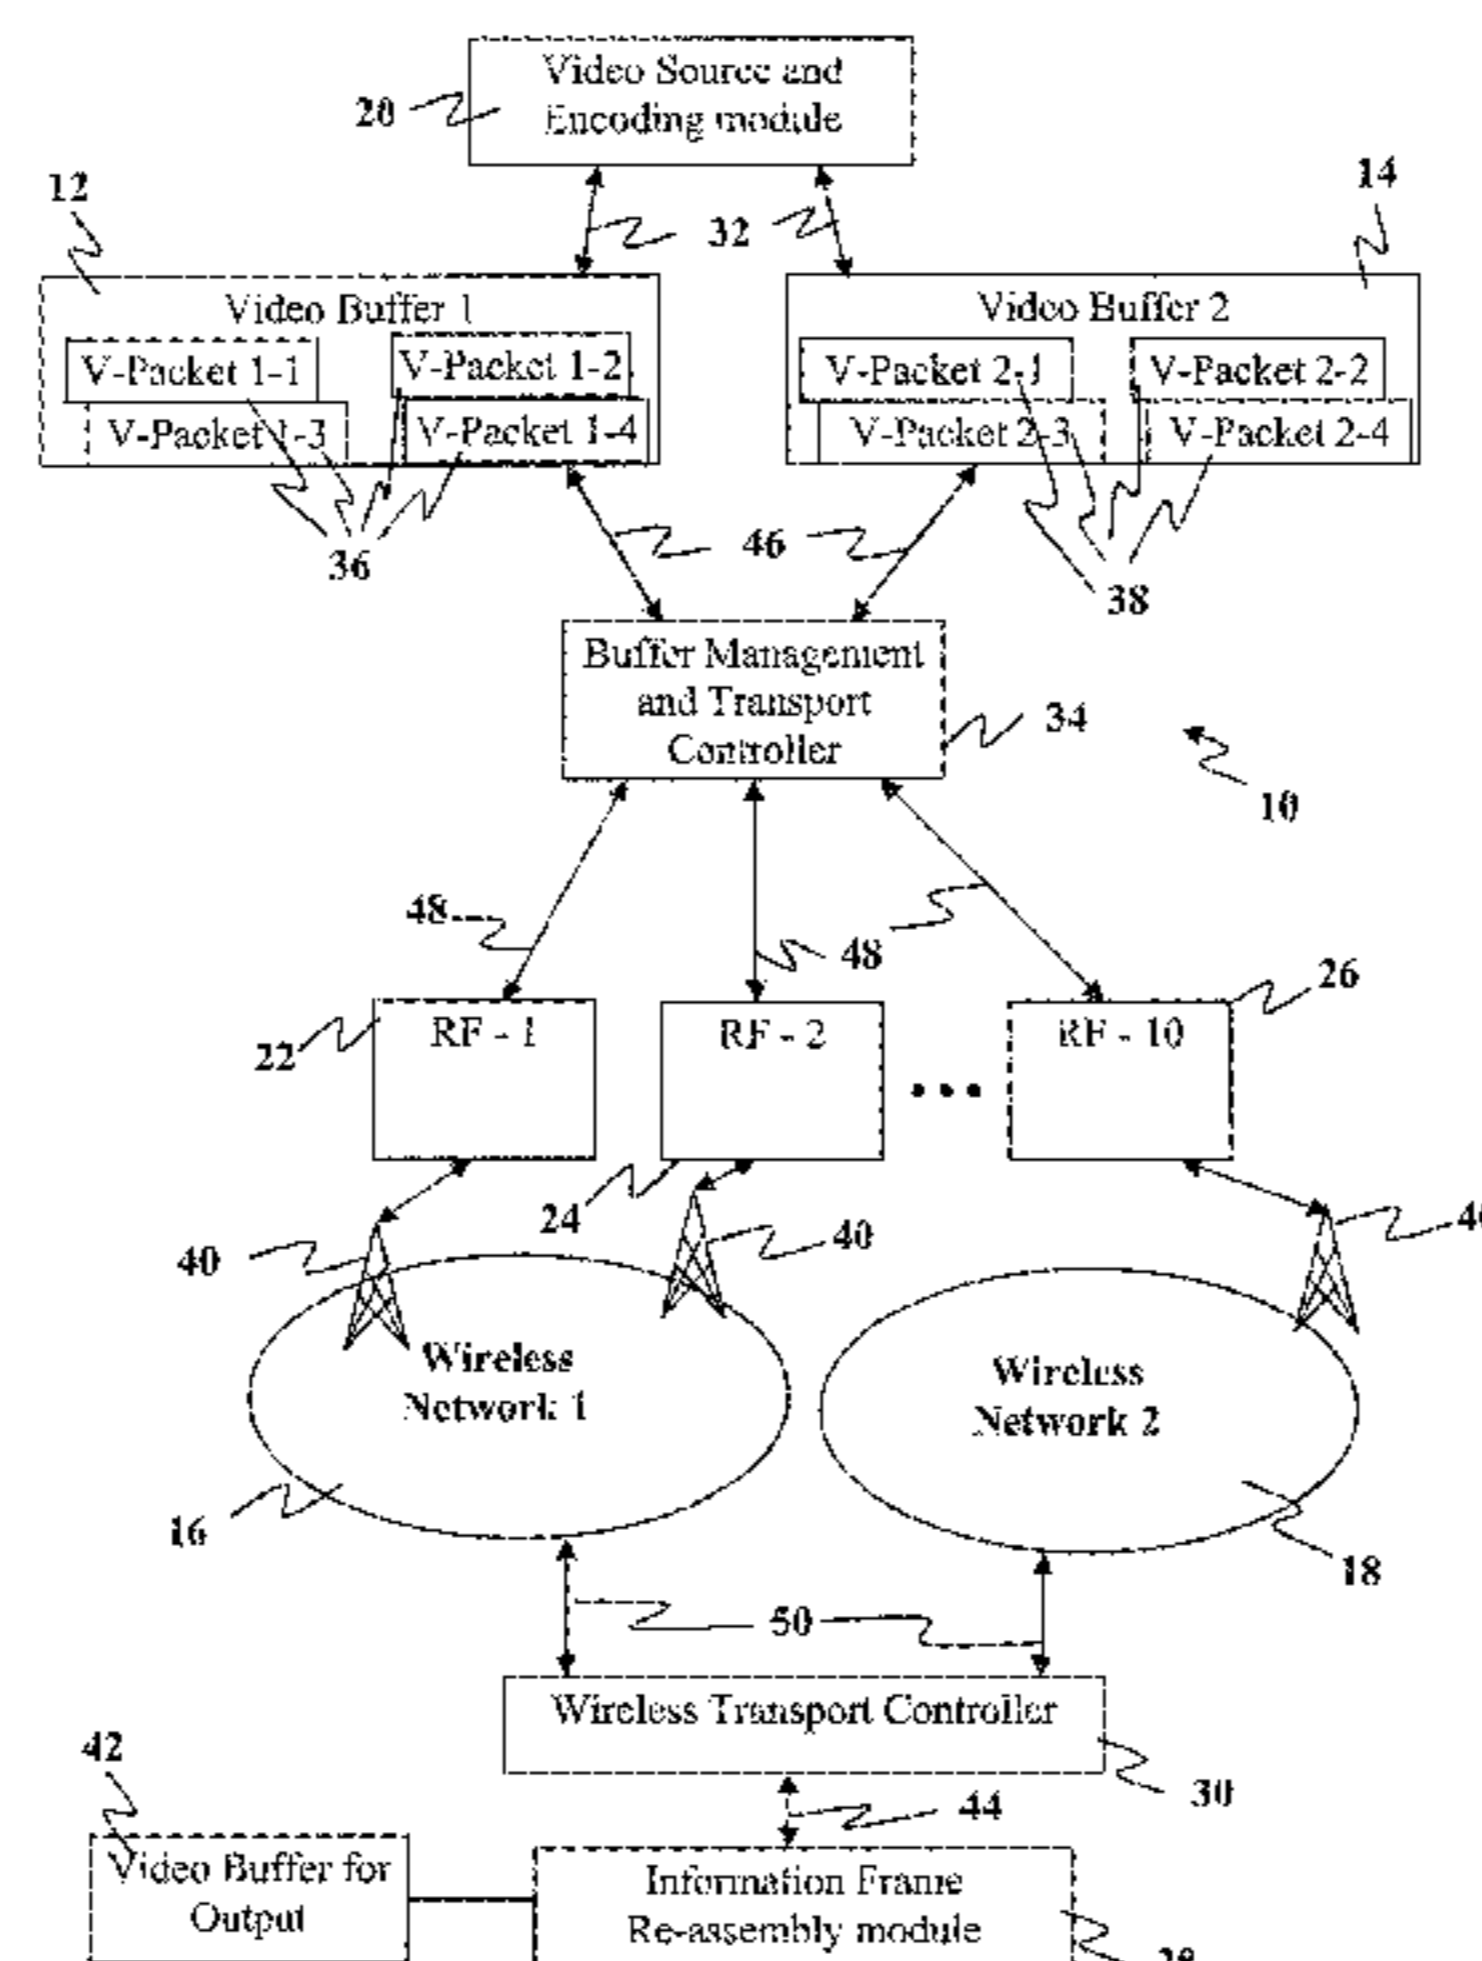 Video Source and
Encoding module
20
12
14
32
Video Buffer 1
V-Packet 1-1
V-Packet 1-2
V-Packet 1-3
V-Packet 1-4
Video Buffer 2
V-Packet 2-1
V-Packet 2-2
V-Packet 2-3
V-Packet 2-4
36
46
38
Buffer Management
and Transport
Controller
34
10
48
48
26
RF - 1
RF - 2
RF - 10
22
24
40
40
Wireless
Network 1
Wireless
Network 2
16
18
50
Wireless Transport Controller
30
42
44
Video Buffer for
Output
Information Frame
Re-assembly module